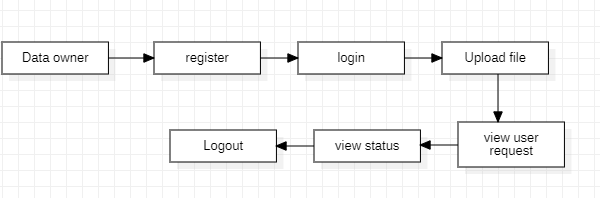 Data owner
register
login
Upload file
view user
request
view status
Logout